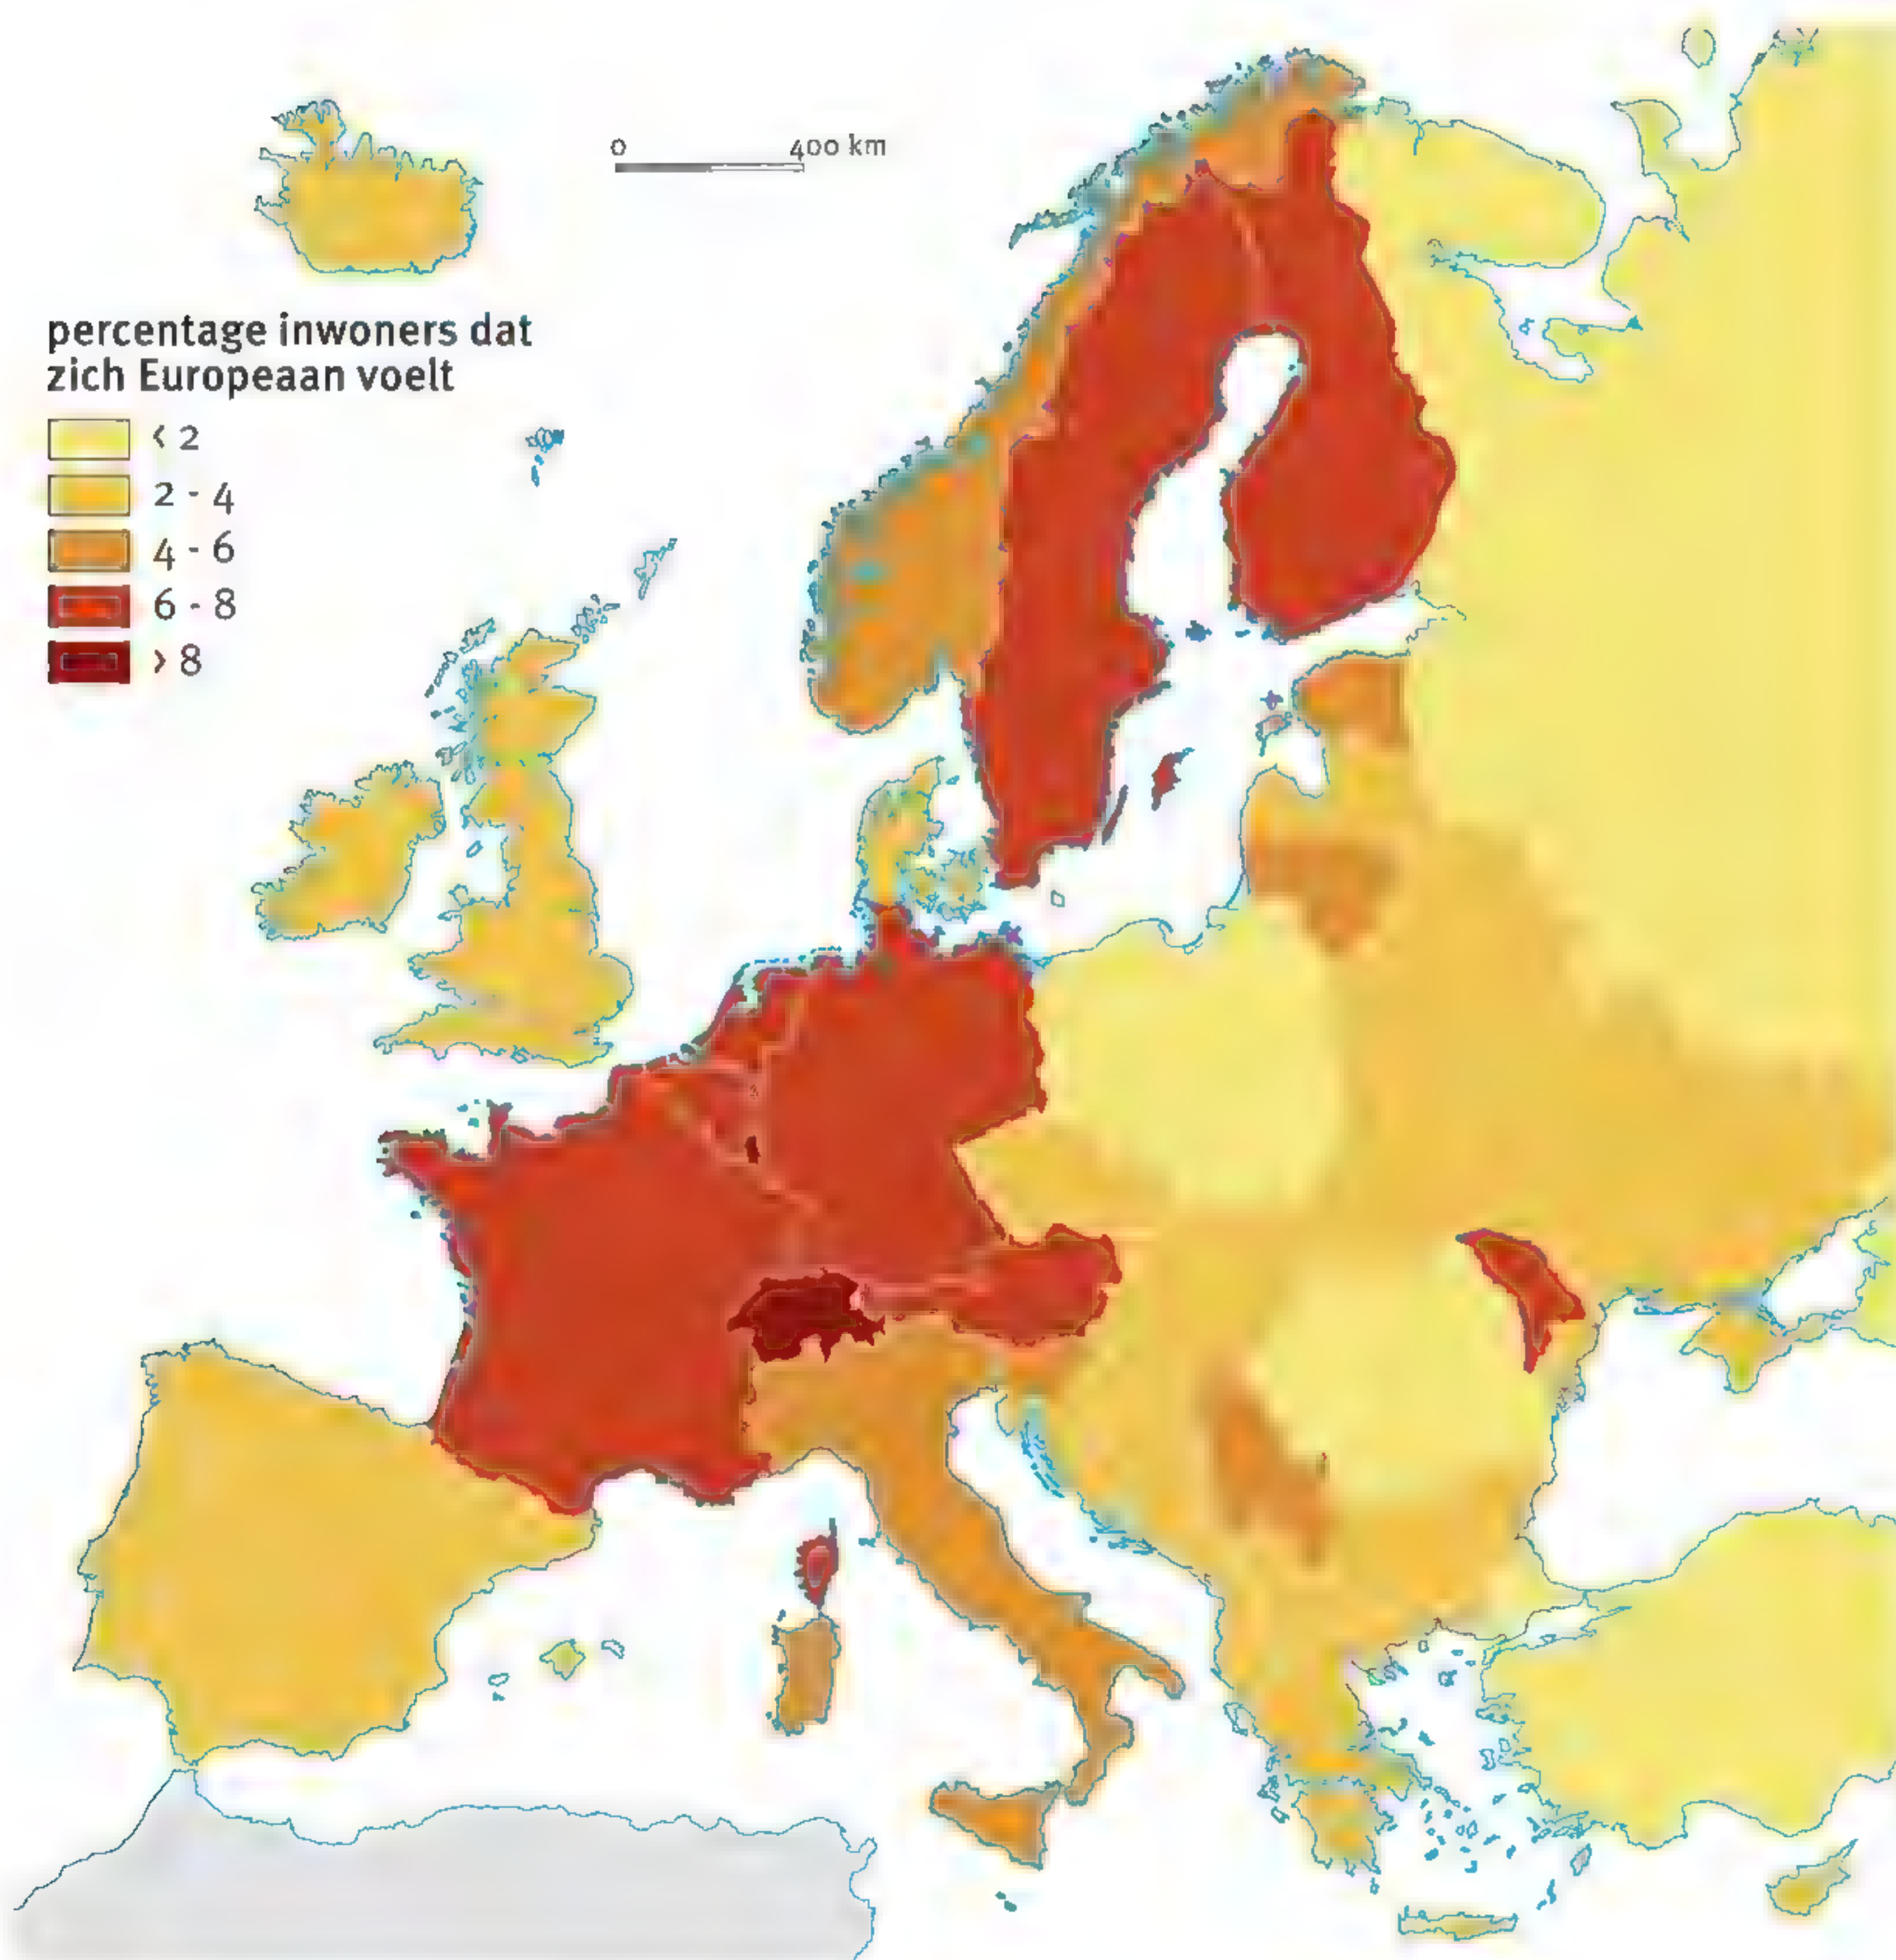 0 400 km
percentage inwoners dat
zich Europeaan voelt
< 2
2 - 4
4 - 6
6 - 8
> 8